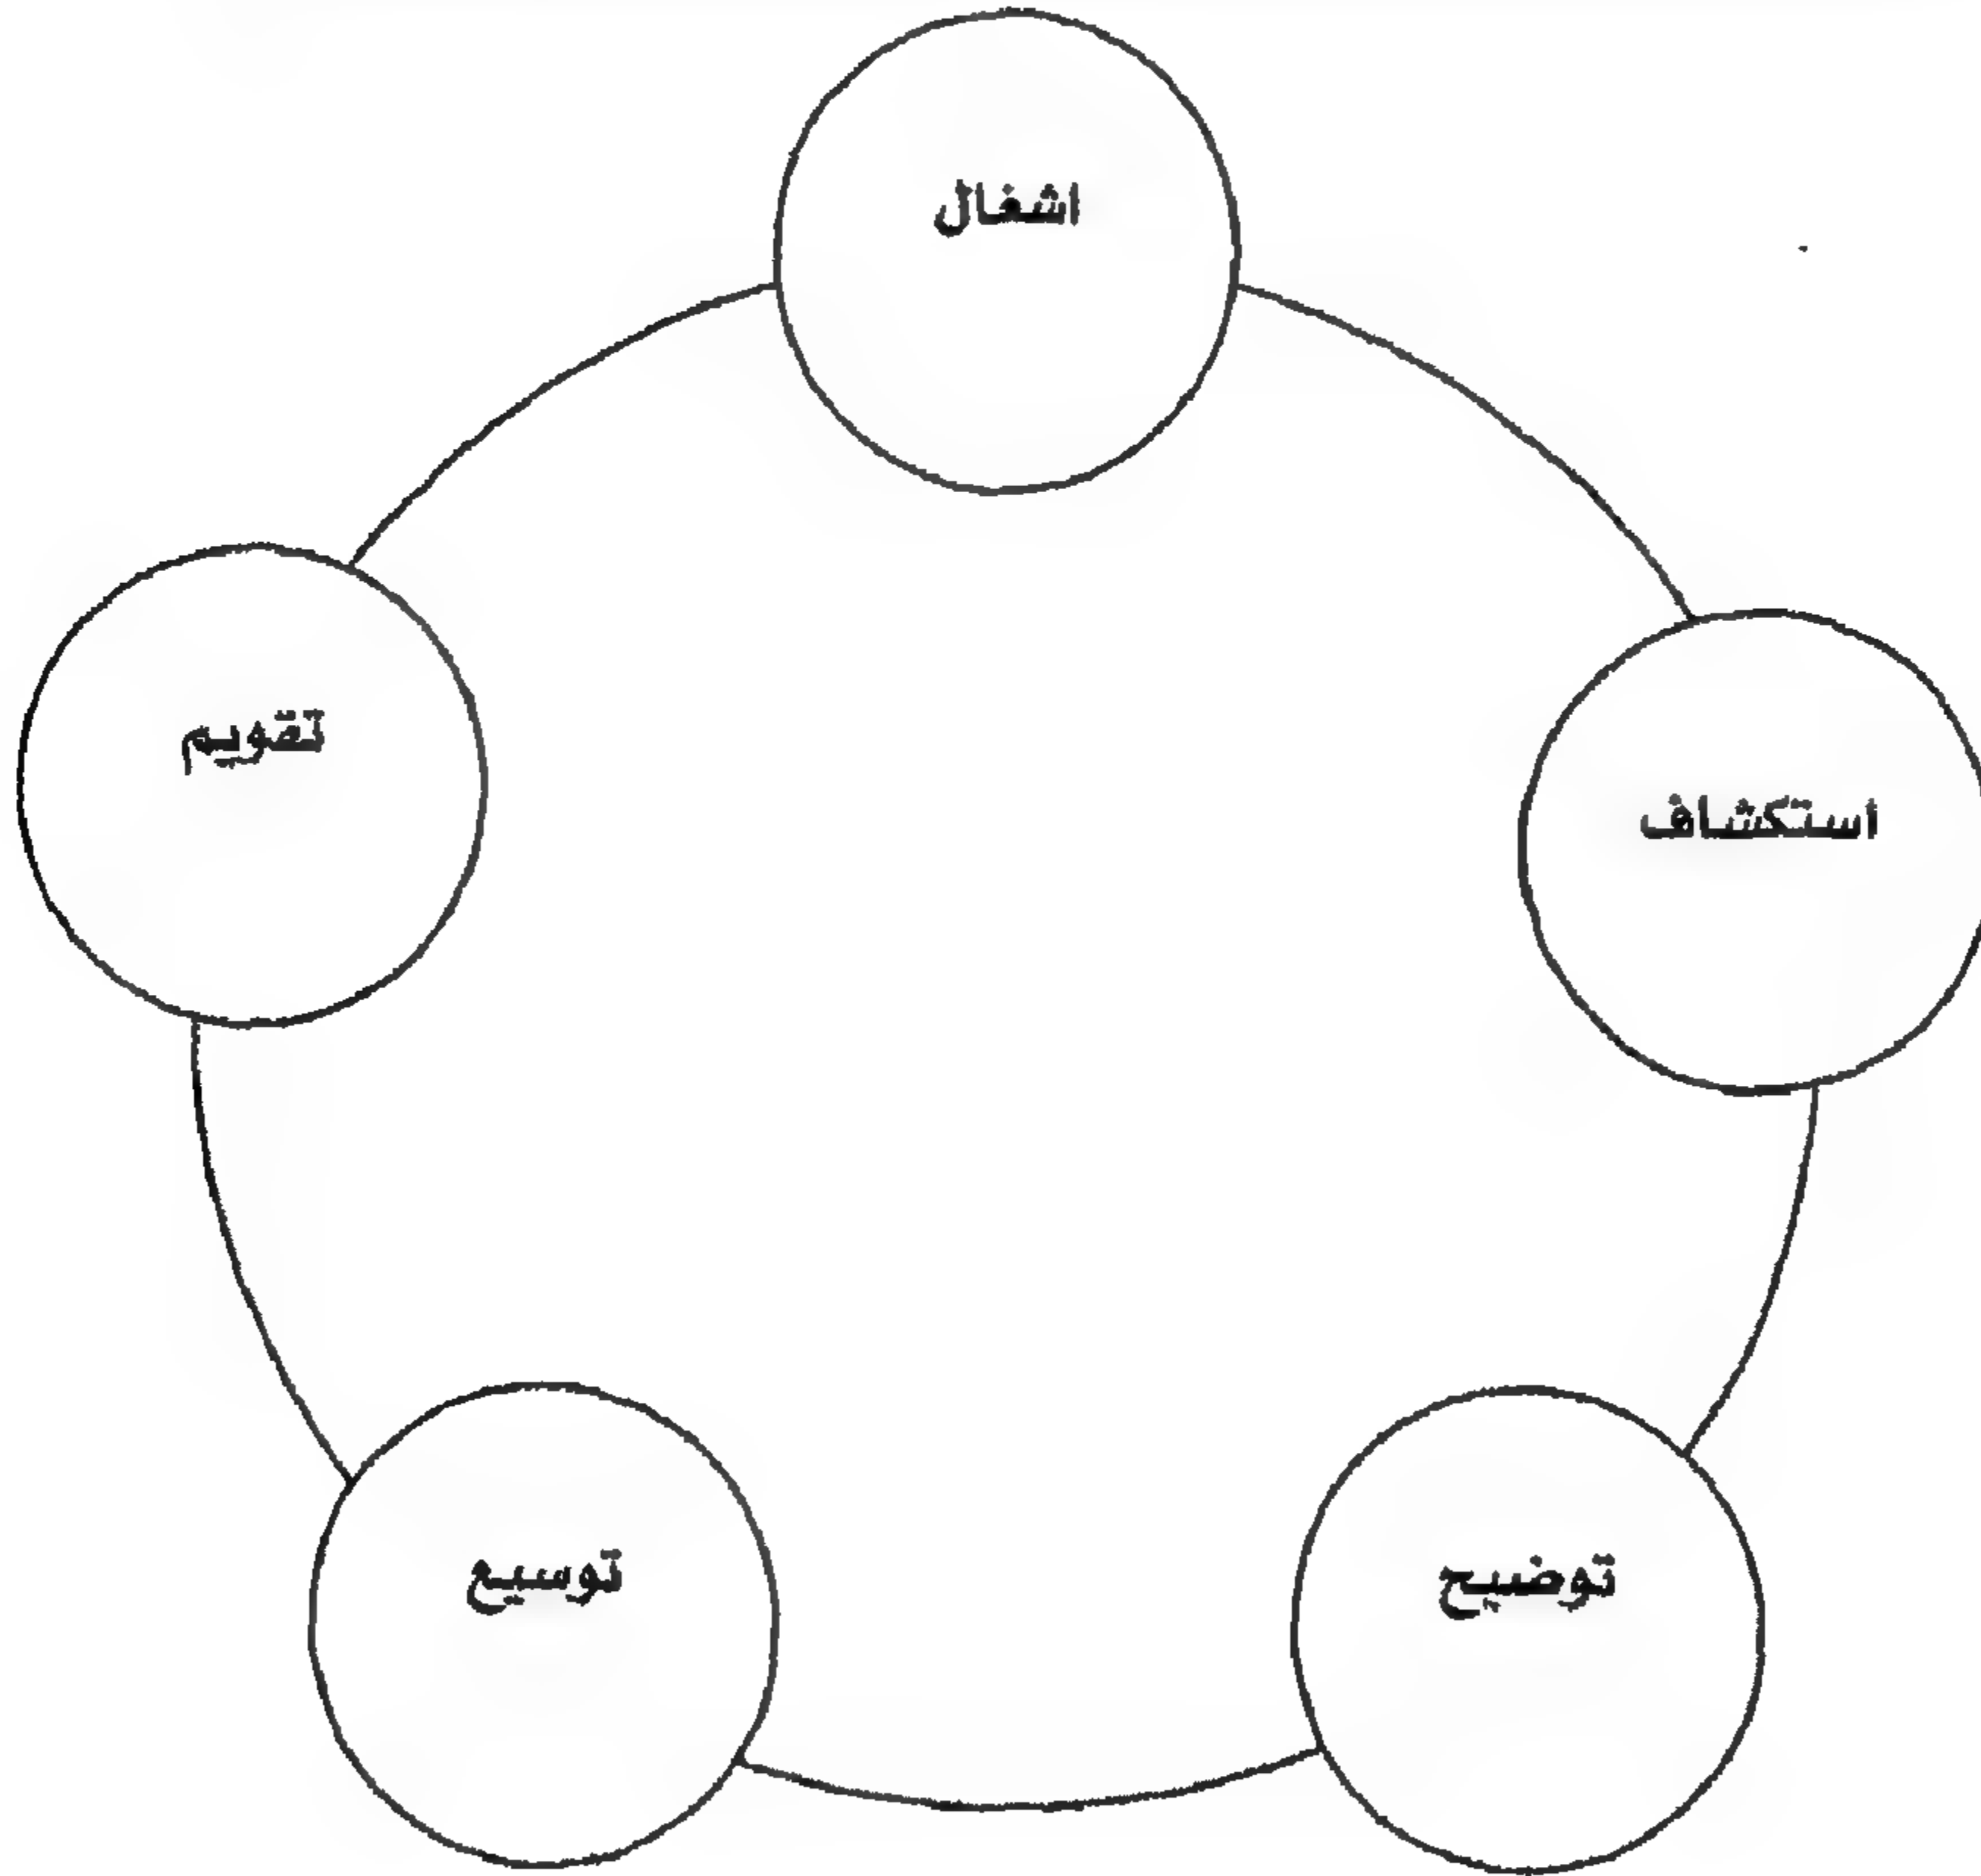 اشغال
استكشاف
توضيح
توسيع
تقويم